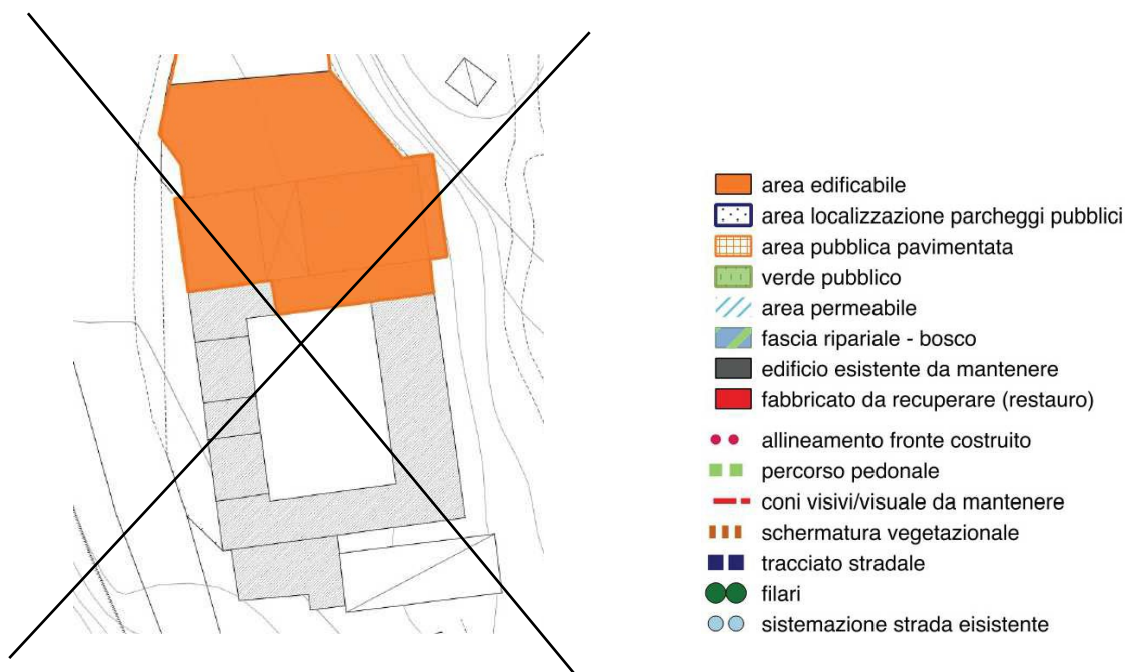 area edificabile
area localizzazione parcheggi pubblici
area pubblica pavimentata
verde pubblico
area permeabile
fascia ripariale - bosco
edificio esistente da mantenere
fabbricato da recuperare (restauro)
allineamento fronte costruito
percorso pedonale
coni visivi/visuale da mantenere
schermatura vegetazionale
tracciato stradale
filari
sistemazione strada eisistente